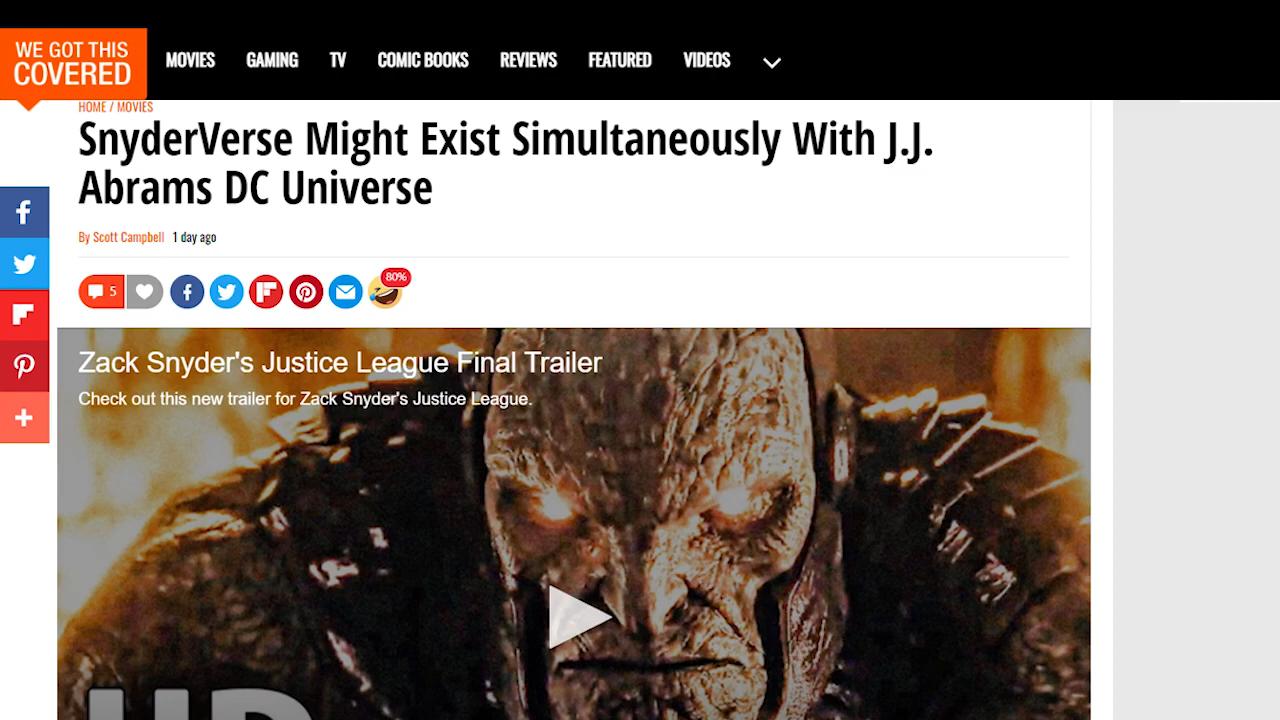 WE GOT THIS
COVERED
MOVIES GAMING TV COMIC BOOKS REVIEWS FEATURED VIDEOS
HOME / MOVIES
SnyderVerse Might Exist Simultaneously With J.J.
Abrams DC Universe
By Scott Campbell 1 day ago
5
80%
Zack Snyder's Justice League Final Trailer
Check out this new trailer for Zack Snyder's Justice League.
HD